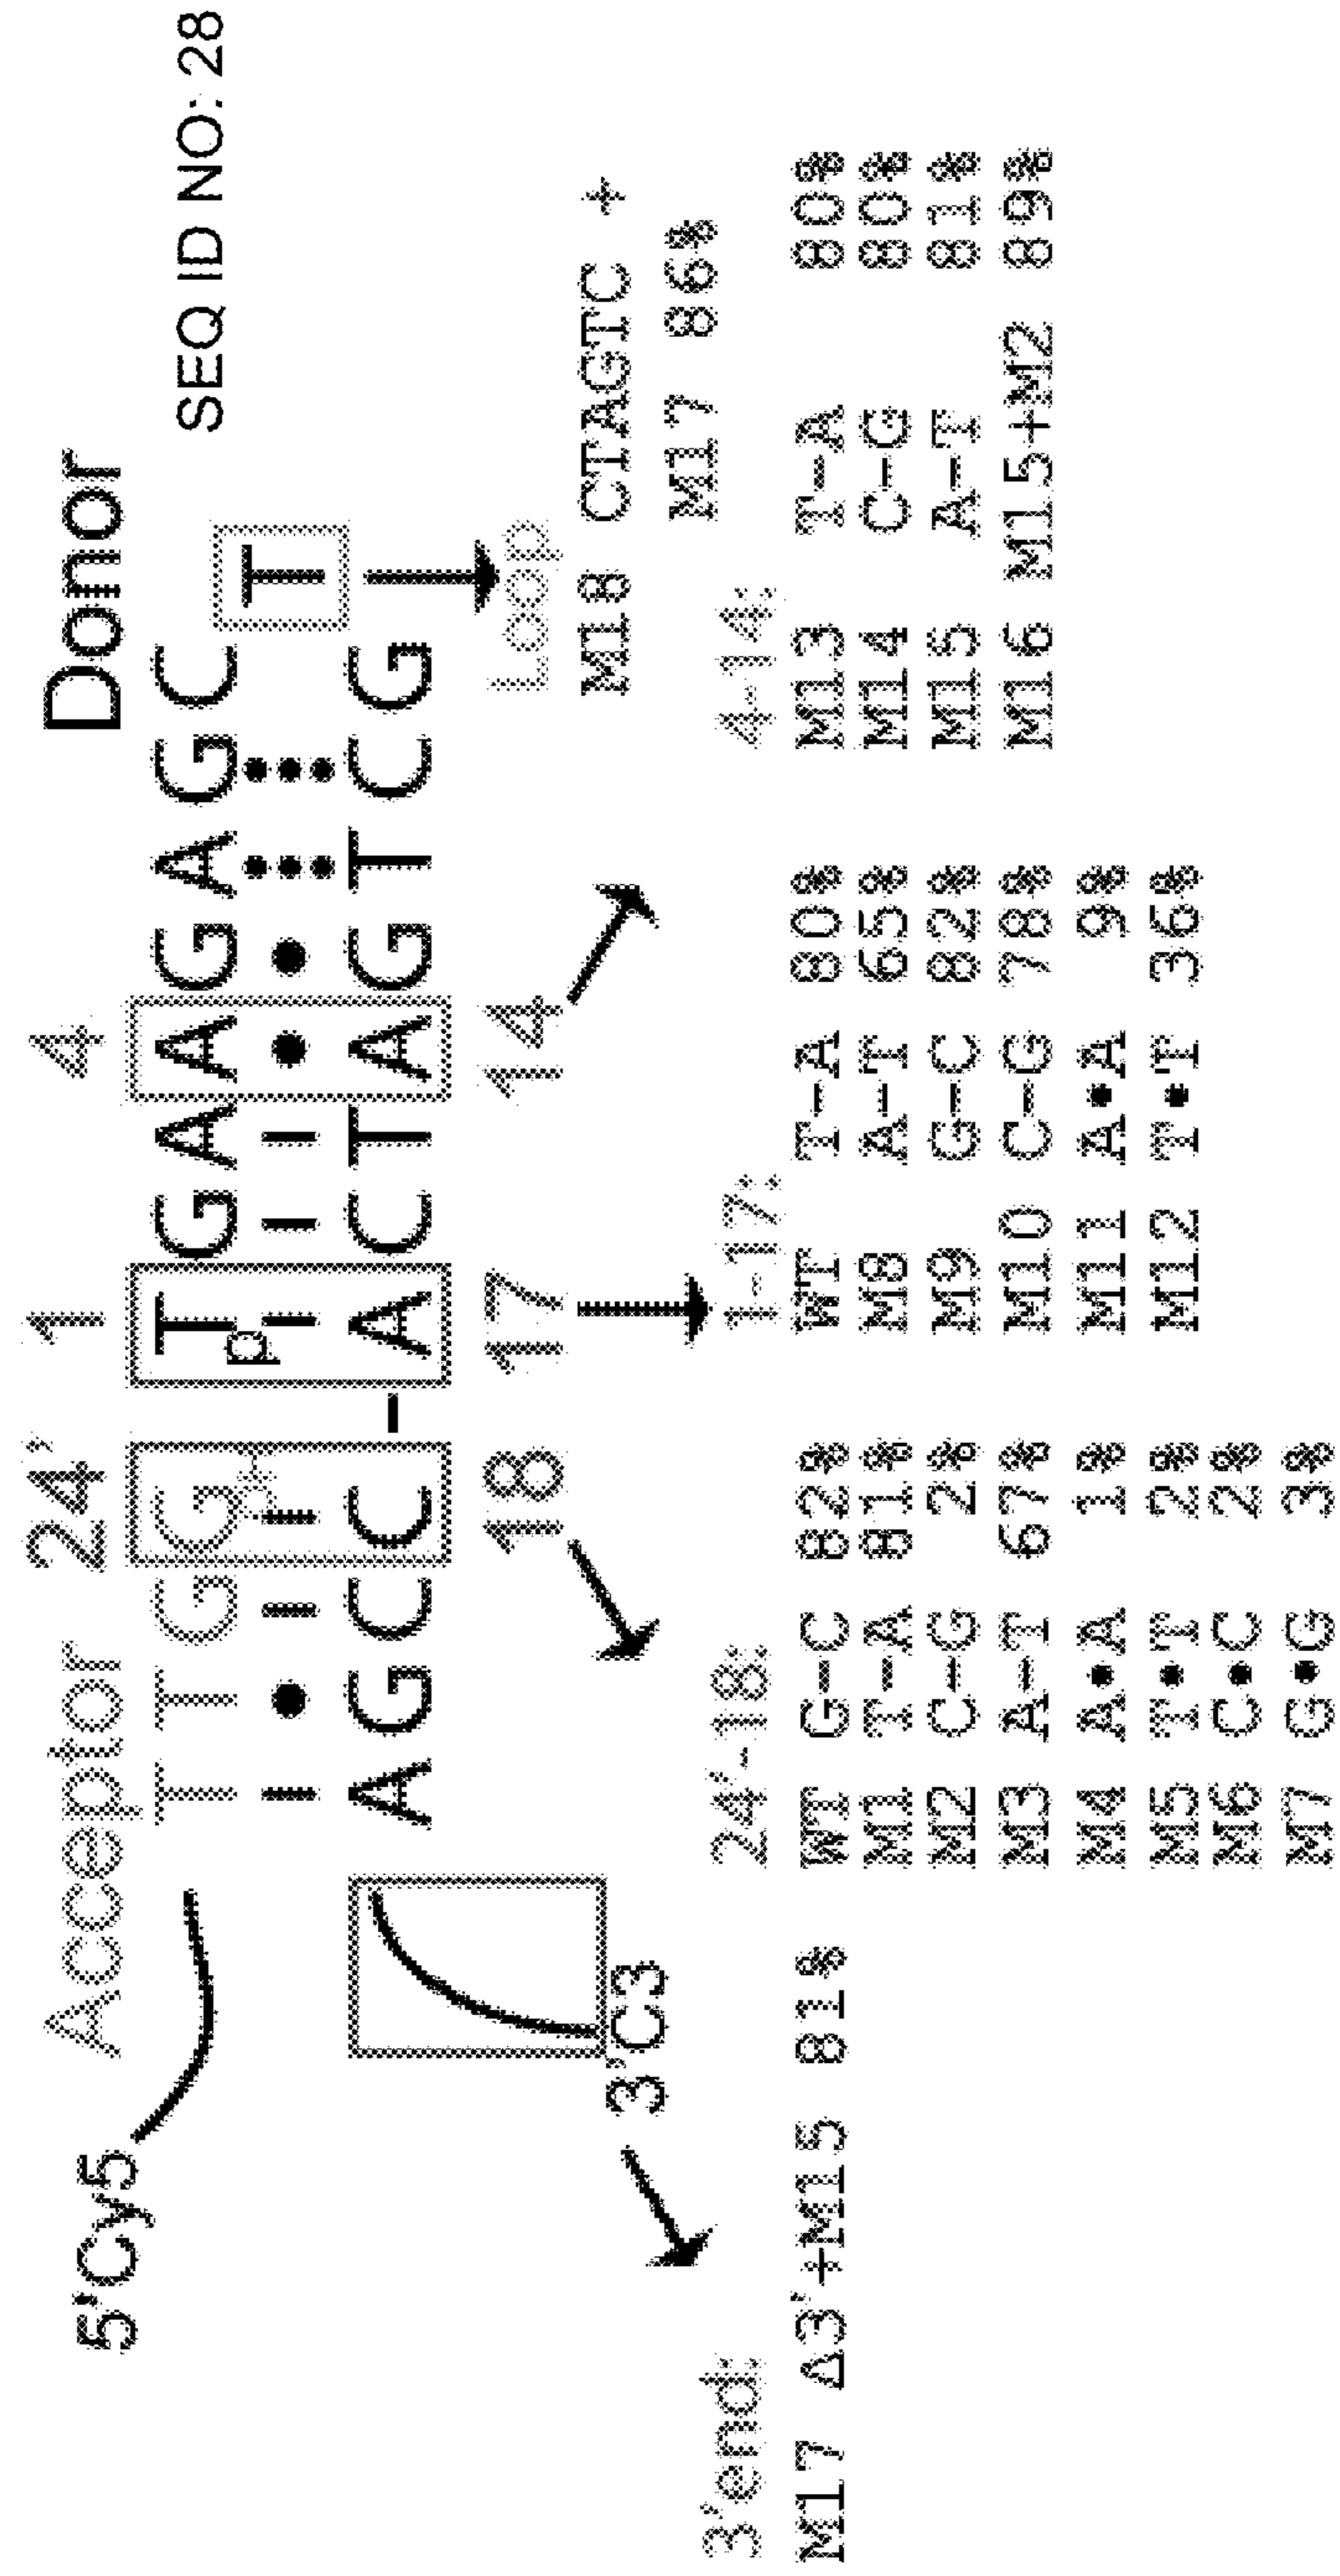 Donor
SEQ ID NO: 28
Acceptor
5'Cy5
24' 1 4
T T G G T G A A G A G C
p
T
A G C C - A C T A G T C G
18 17 14
3'C3
Loop
M18 CTAGTC +
M17 86%
4-14:
M13 T-A 80%
M14 C-G 80%
M15 A-T 81%
M16 M15+M2 89%
1-17:
WT T-A 80%
M8 A-T 65%
M9 G-C 82%
M10 C-G 78%
M11 A•A 9%
M12 T•T 36%
24'-18:
WT G-C 82%
M1 T-A 81%
M2 C-G 2%
M3 A-T 67%
M4 A•A 1%
M5 T•T 2%
M6 C•C 2%
M7 G•G 3%
3'end:
M17 Δ3'+M15 81%